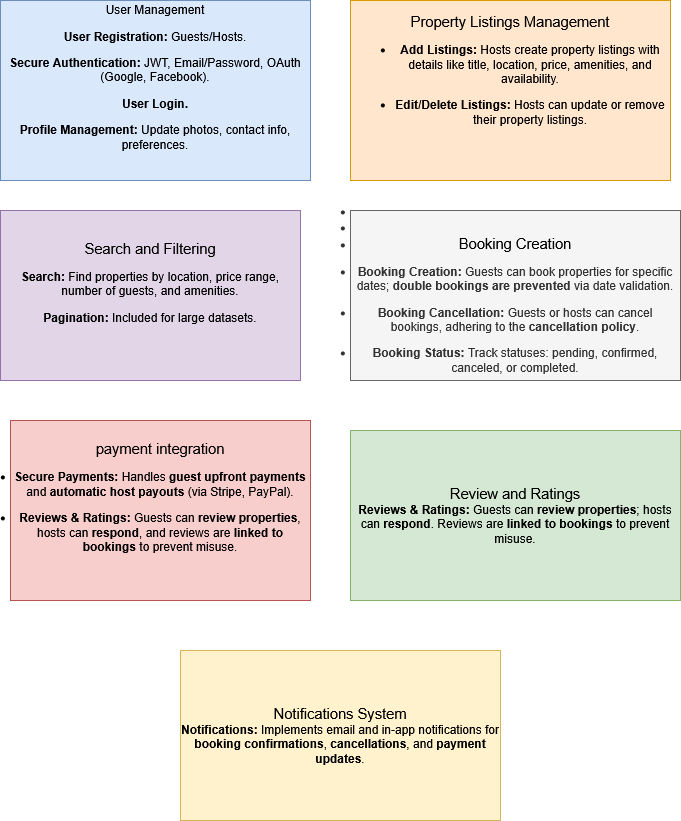 User Management
User Registration: Guests/Hosts.
Secure Authentication: JWT, Email/Password, OAuth
(Google, Facebook).
User Login.
Profile Management: Update photos, contact info,
preferences.
Property Listings Management
• Add Listings: Hosts create property listings with
details like title, location, price, amenities, and
availability.
• Edit/Delete Listings: Hosts can update or remove
their property listings.
Search and Filtering
Search: Find properties by location, price range,
number of guests, and amenities.
Pagination: Included for large datasets.
Booking Creation
• Booking Creation: Guests can book properties for specific
dates; double bookings are prevented via date validation.
• Booking Cancellation: Guests or hosts can cancel
bookings, adhering to the cancellation policy.
• Booking Status: Track statuses: pending, confirmed,
canceled, or completed.
payment integration
• Secure Payments: Handles guest upfront payments
and automatic host payouts (via Stripe, PayPal).
• Reviews & Ratings: Guests can review properties,
hosts can respond, and reviews are linked to
bookings to prevent misuse.
Review and Ratings
Reviews & Ratings: Guests can review properties; hosts
can respond. Reviews are linked to bookings to prevent
misuse.
Notifications System
Notifications: Implements email and in-app notifications for
booking confirmations, cancellations, and payment
updates.